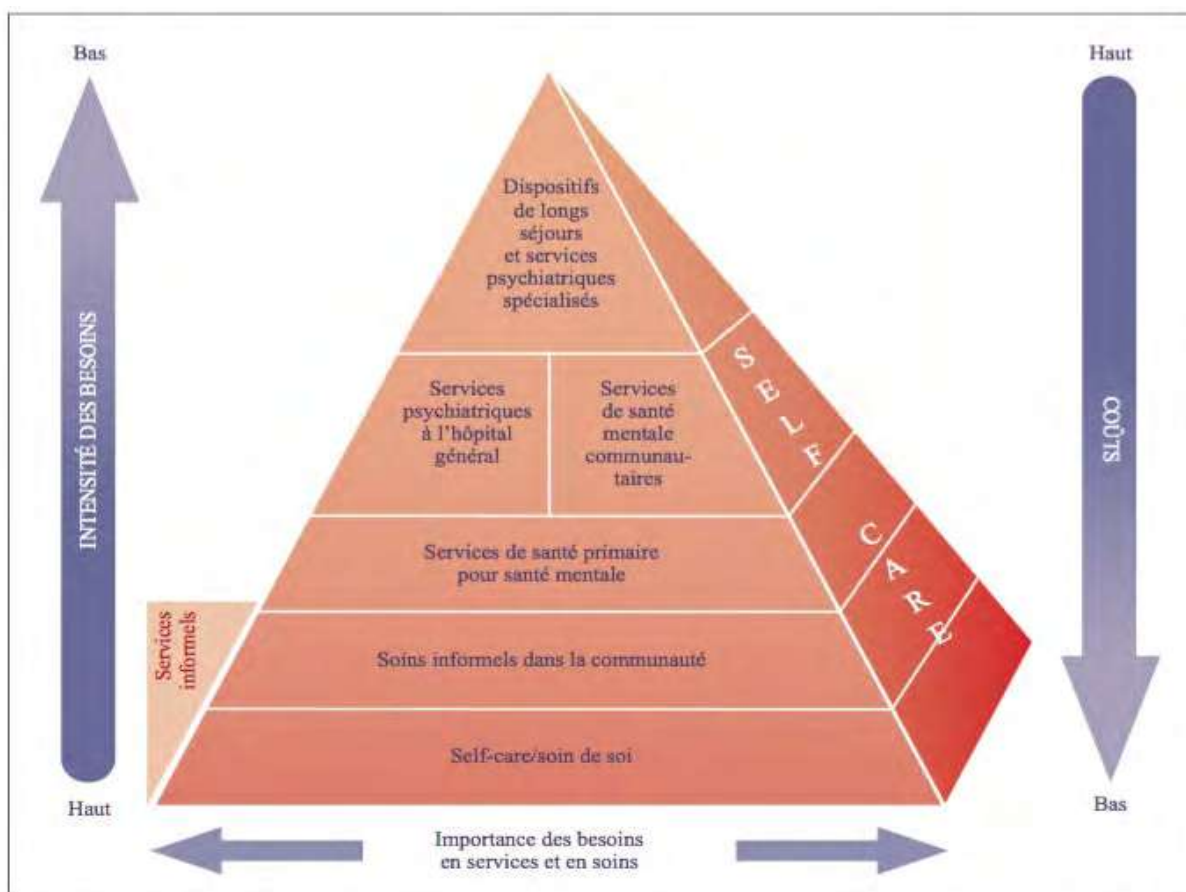 Bas
Haut
INTENSITÉ DES BESOINS
Dispositifs
de longs
séjours
et services
psychiatriques
spécialisés
Services
psychiatriques
à l'hôpital
général
Services
de santé
mentale
communau-
taires
Services de santé primaire
pour santé mentale
Services
informels
Soins informels dans la communauté
Self-care/soin de soi
SELF CARE
COÛTS
Haut
Bas
Importance des besoins
en services et en soins